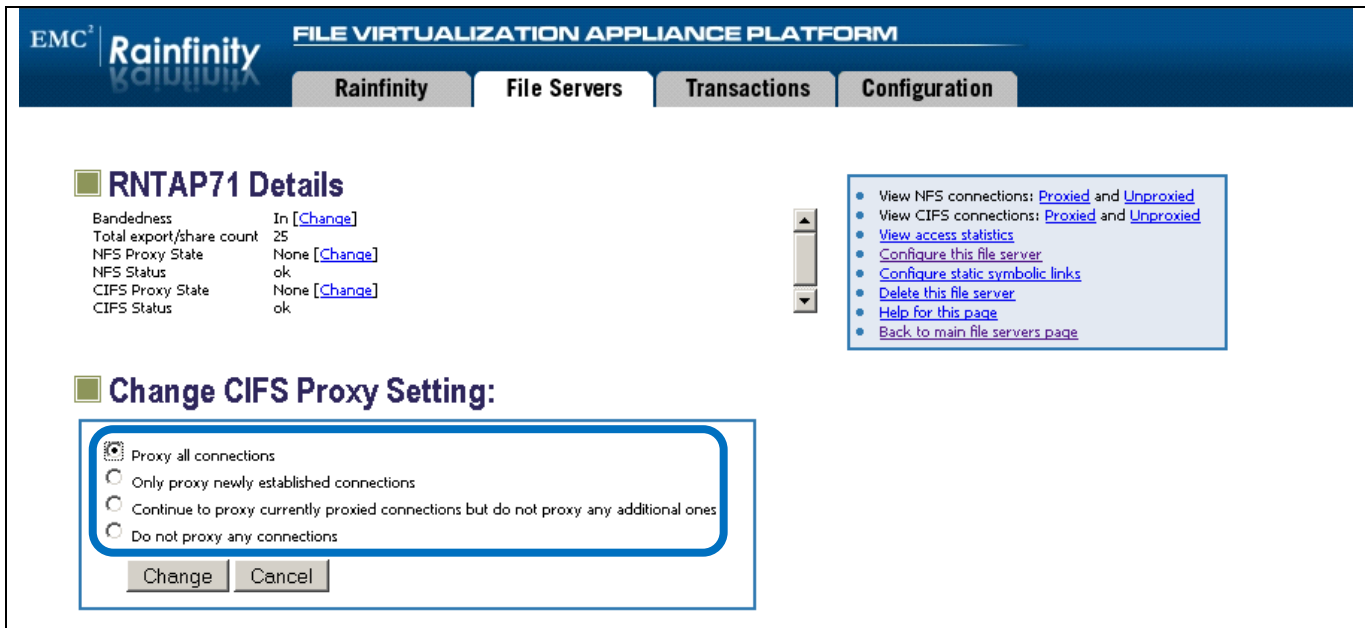 EMC² Rainfinity
FILE VIRTUALIZATION APPLIANCE PLATFORM
Rainfinity File Servers Transactions Configuration
RNTAP71 Details
Bandedness In [Change]
Total export/share count 25
NFS Proxy State None [Change]
NFS Status ok
CIFS Proxy State None [Change]
CIFS Status ok
View NFS connections: Proxied and Unproxied
View CIFS connections: Proxied and Unproxied
View access statistics
Configure this file server
Configure static symbolic links
Delete this file server
Help for this page
Back to main file servers page
Change CIFS Proxy Setting:
Proxy all connections
Only proxy newly established connections
Continue to proxy currently proxied connections but do not proxy any additional ones
Do not proxy any connections
Change Cancel